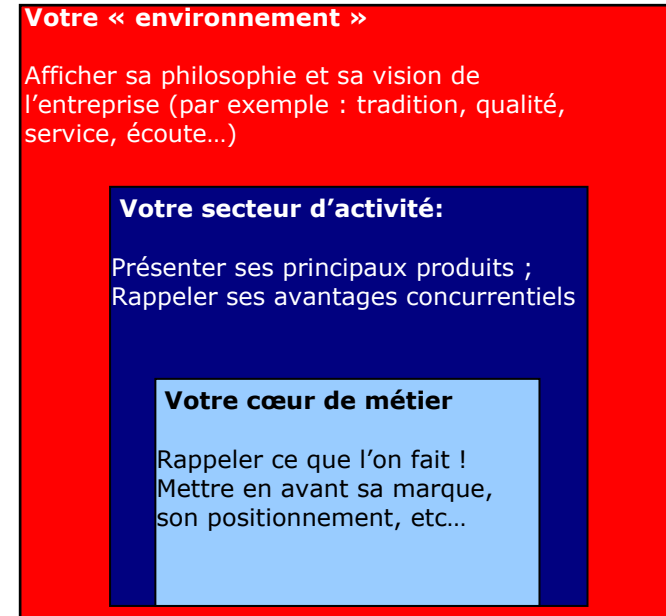 Votre « environnement »
Afficher sa philosophie et sa vision de
l’entreprise (par exemple : tradition, qualité,
service, écoute…)
Votre secteur d’activité:
Présenter ses principaux produits ;
Rappeler ses avantages concurrentiels
Votre cœur de métier
Rappeler ce que l’on fait !
Mettre en avant sa marque,
son positionnement, etc…